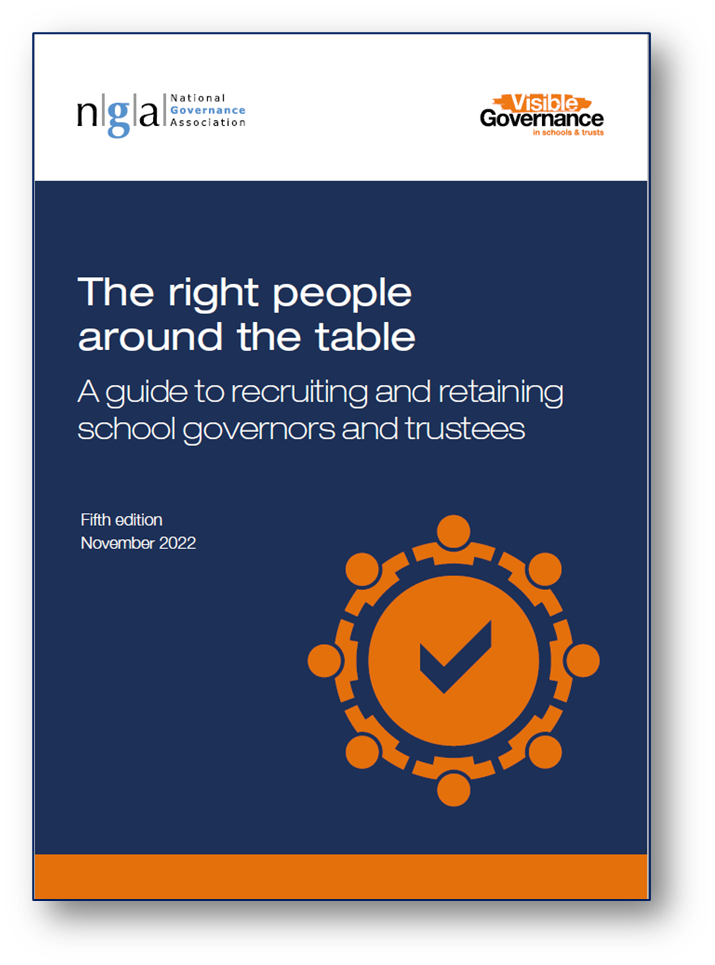 n|g|a
National
Governance
Association
Visible
Governance
in schools & trusts
The right people
around the table
A guide to recruiting and retaining
school governors and trustees
Fifth edition
November 2022